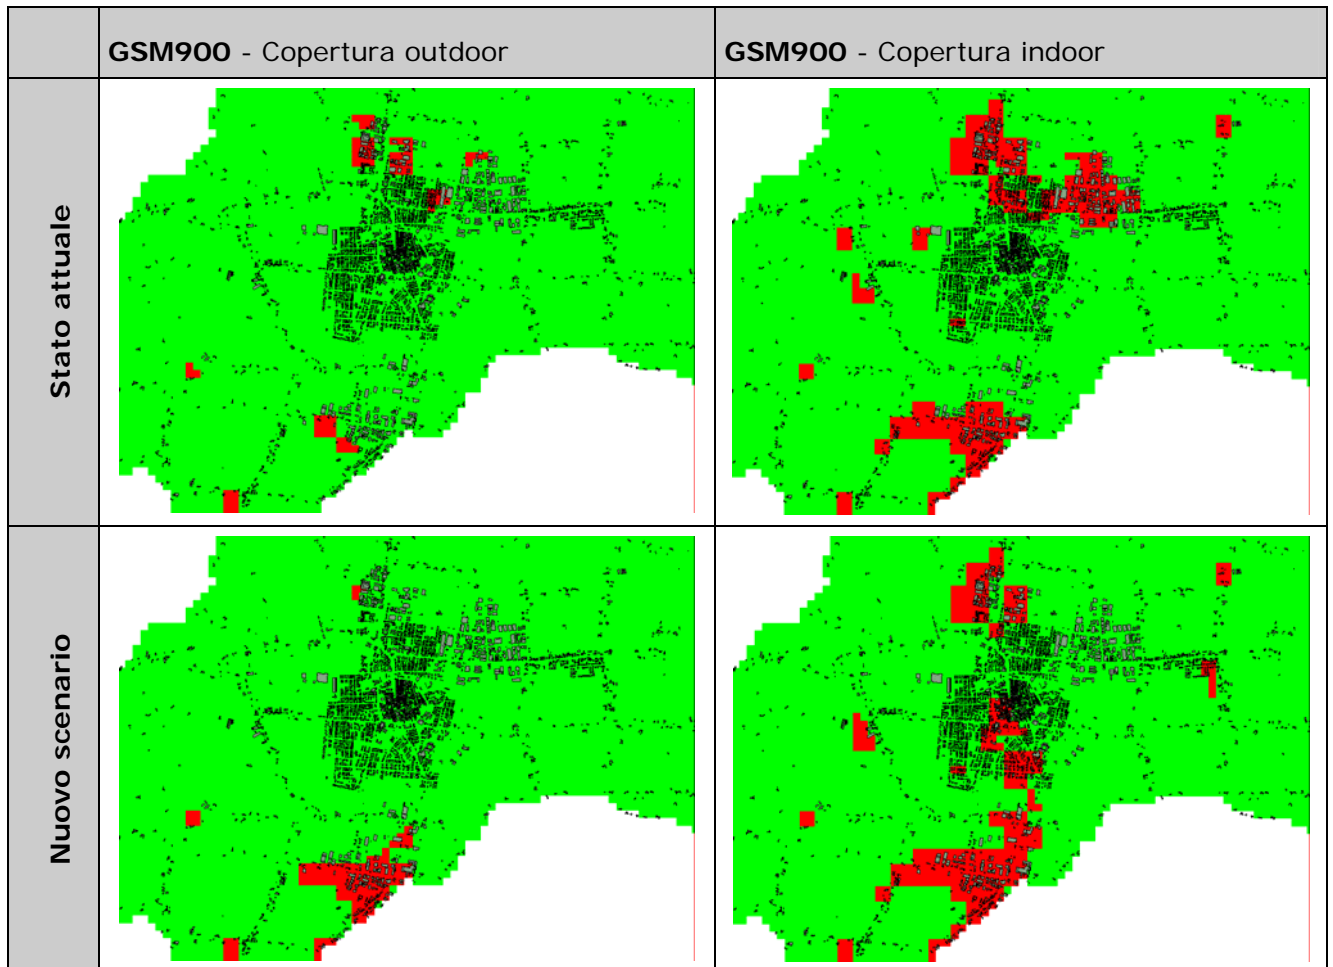 GSM900 - Copertura outdoor
GSM900 - Copertura indoor
Stato attuale
Nuovo scenario